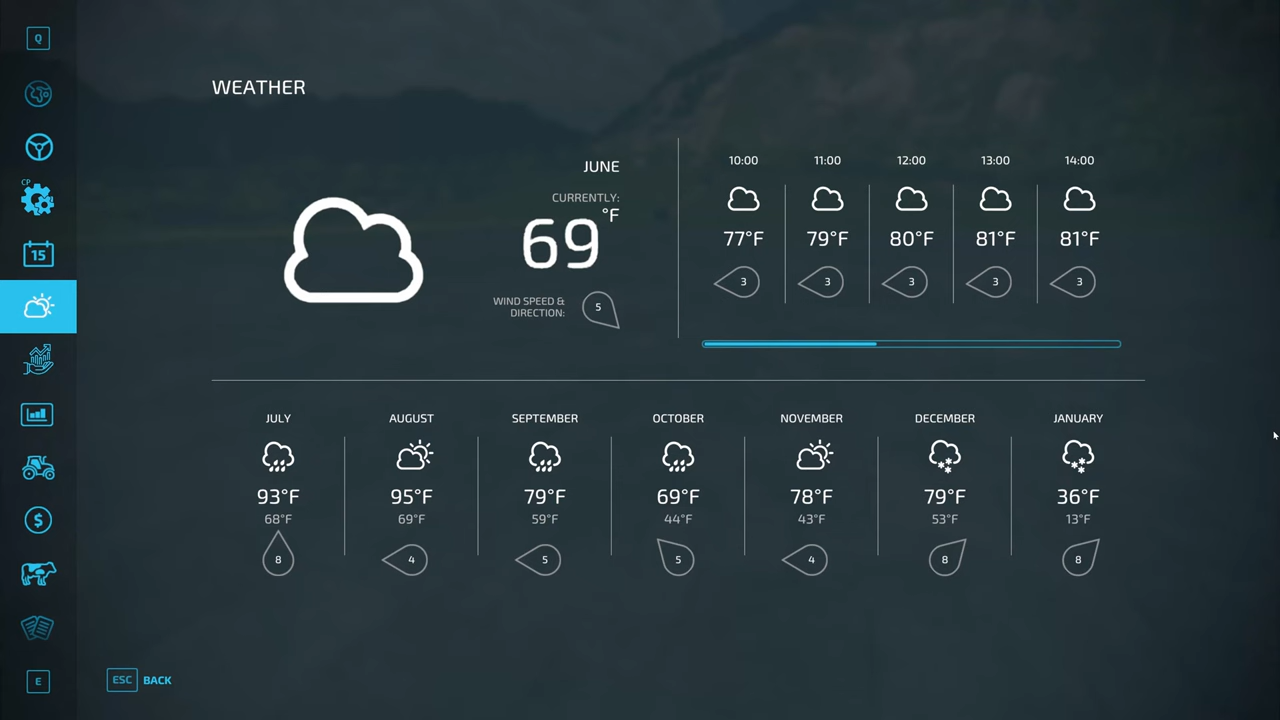 Q
CP
15
$
E
WEATHER
JUNE
CURRENTLY:
69 °F
WIND SPEED &
DIRECTION:
5
10:00 11:00 12:00 13:00 14:00
77°F 79°F 80°F 81°F 81°F
3 3 3 3 3
JULY AUGUST SEPTEMBER OCTOBER NOVEMBER DECEMBER JANUARY
93°F 95°F 79°F 69°F 78°F 79°F 36°F
68°F 69°F 59°F 44°F 43°F 53°F 13°F
8 4 5 5 4 8 8
ESC BACK